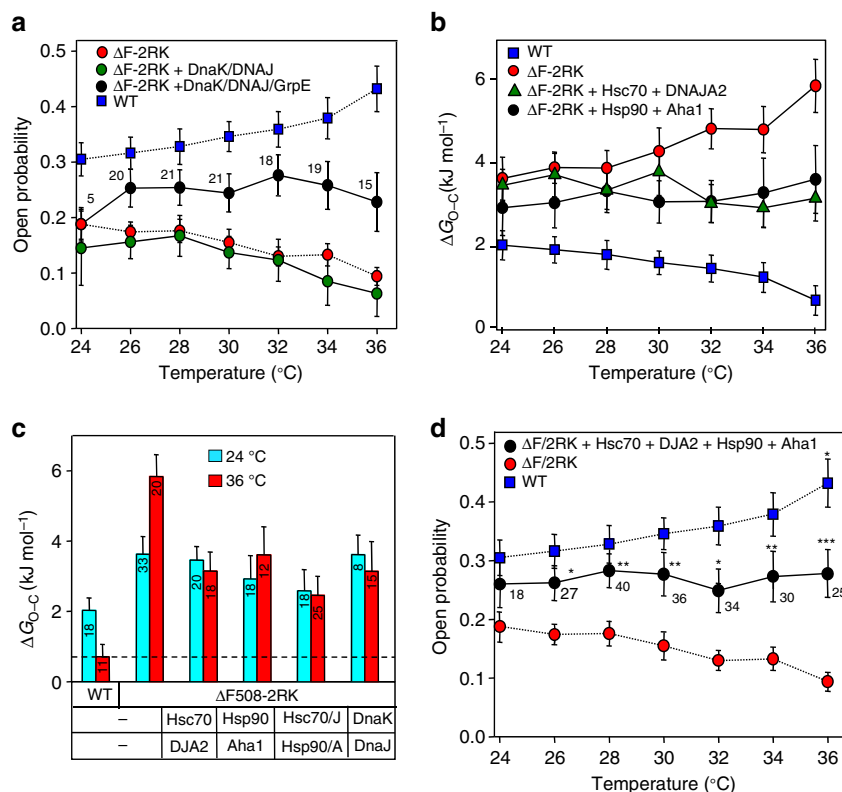 a
ΔF-2RK
ΔF-2RK + DnaK/DNAJ
ΔF-2RK +DnaK/DNAJ/GrpE
WT
0.5
0.4
0.3
0.2
0.1
0.0
Open probability
5
20
21
21
18
19
15
24 26 28 30 32 34 36
Temperature (°C)
b
WT
ΔF-2RK
ΔF-2RK + Hsc70 + DNAJA2
ΔF-2RK + Hsp90 + Aha1
6
4
2
0
ΔG O–C (kJ mol–1)
24 26 28 30 32 34 36
Temperature (°C)
c
24 °C
36 °C
6
4
2
0
ΔG O–C (kJ mol–1)
18 11 33 20 20 18 18 12 18 25 8 15
WT ΔF508-2RK
– Hsc70 Hsp90 Hsc70/J DnaK
– DJA2 Aha1 Hsp90/A DnaJ
d
ΔF/2RK + Hsc70 + DJA2 + Hsp90 + Aha1
ΔF/2RK
WT
0.5
0.4
0.3
0.2
0.1
0.0
Open probability
*
* ** ** * ** ***
18 27 40 36 34 30 25
24 26 28 30 32 34 36
Temperature (°C)